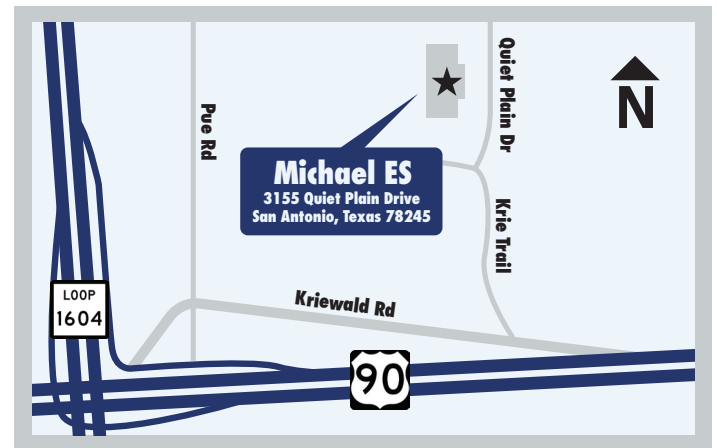 Quiet Plain Dr
N
Pue Rd
Michael ES
3155 Quiet Plain Drive
San Antonio, Texas 78245
Krie Trail
LOOP
1604
Kriewald Rd
90